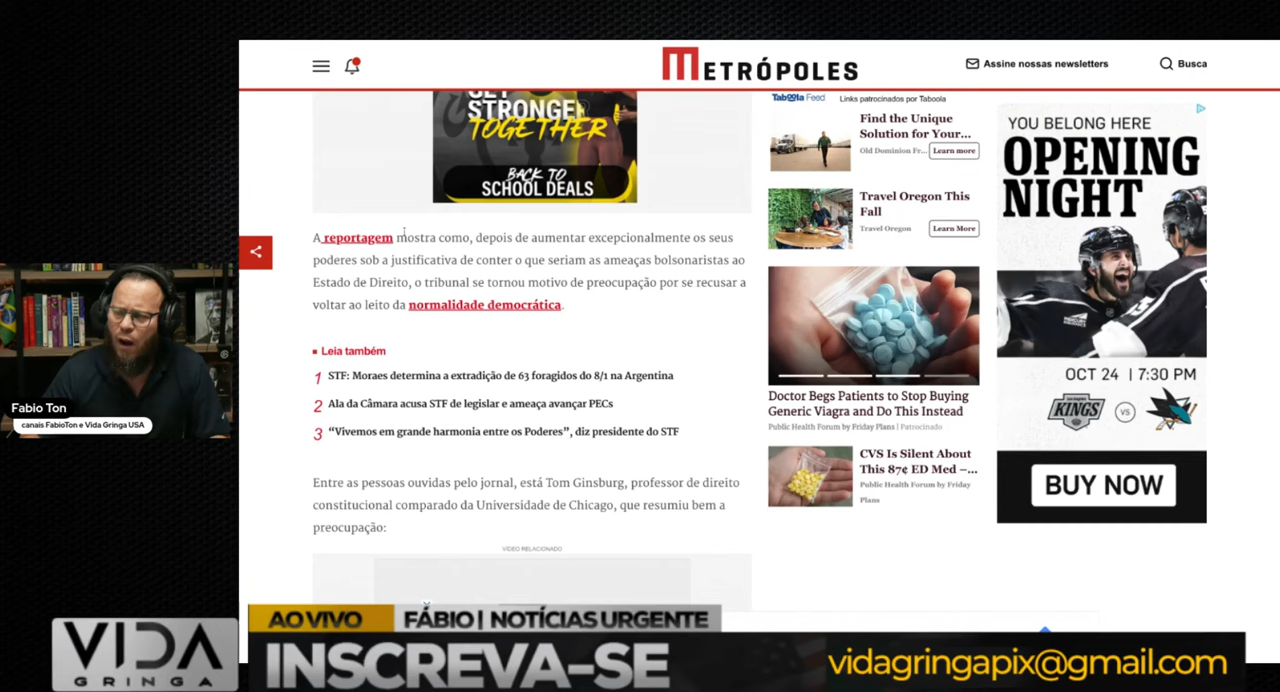 METRÓPOLES
Assine nossas newsletters
Busca
GET
STRONGER
TOGETHER
BACK TO
SCHOOL DEALS
A reportagem mostra como, depois de aumentar excepcionalmente os seus
poderes sob a justificativa de conter o que seriam as ameaças bolsonaristas ao
Estado de Direito, o tribunal se tornou motivo de preocupação por se recusar a
voltar ao leito da normalidade democrática.
Leia também
1 STF: Moraes determina a extradição de 63 foragidos do 8/1 na Argentina
2 Ala da Câmara acusa STF de legislar e ameaça avançar PECs
3 “Vivemos em grande harmonia entre os Poderes”, diz presidente do STF
Entre as pessoas ouvidas pelo jornal, está Tom Ginsburg, professor de direito
constitucional comparado da Universidade de Chicago, que resumiu bem a
preocupação:
VÍDEO RELACIONADO
Taboola Feed
Links patrocinados por Taboola
Find the Unique
Solution for Your...
Old Dominion Fr...
Learn more
Travel Oregon This
Fall
Travel Oregon
Learn More
Doctor Begs Patients to Stop Buying
Generic Viagra and Do This Instead
Public Health Forum by Friday Plans | Patrocinado
CVS Is Silent About
This 87¢ ED Med –...
Public Health Forum by Friday
Plans
YOU BELONG HERE
OPENING
NIGHT
OCT 24 | 7:30 PM
KINGS
VS
BUY NOW
Fabio Ton
canais FabioTon e Vida Gringa USA
VIDA
GRINGA
AO VIVO
FÁBIO | NOTÍCIAS URGENTE
INSCREVA-SE
vidagringapix@gmail.com